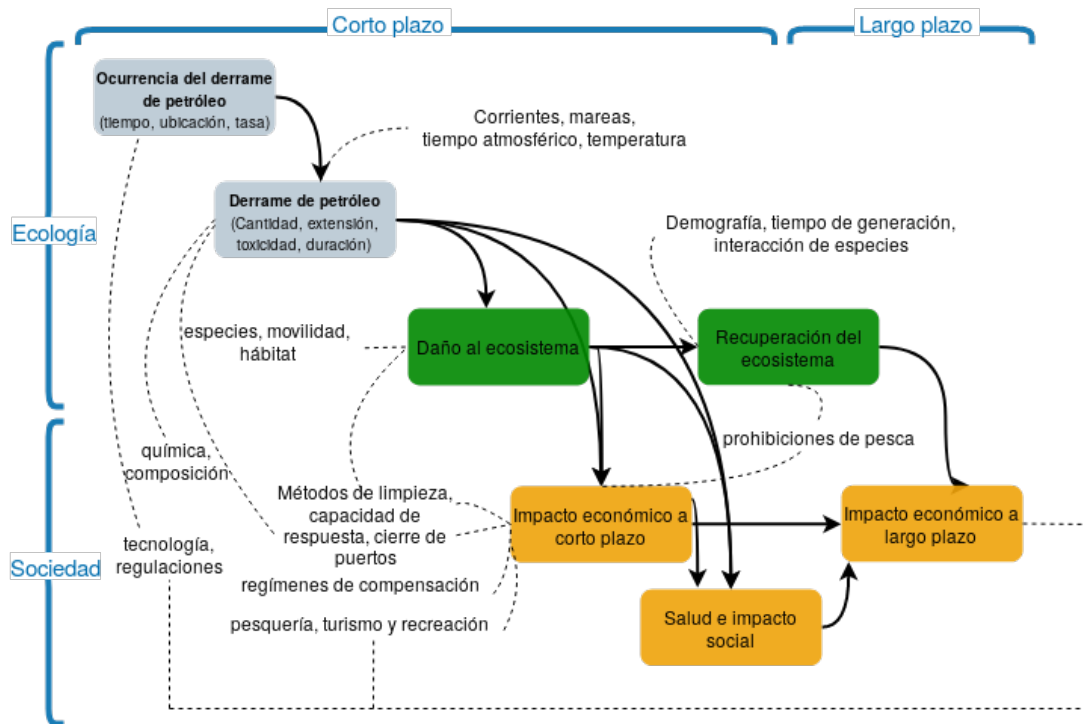 Corto plazo
Largo plazo
Ecología
Ocurrencia del derrame
de petróleo
(tiempo, ubicación, tasa)
Corrientes, mareas,
tiempo atmosférico, temperatura
Derrame de petróleo
(Cantidad, extensión,
toxicidad, duración)
Demografía, tiempo de generación,
interacción de especies
especies, movilidad,
hábitat
Daño al ecosistema
Recuperación del
ecosistema
Sociedad
química,
composición
prohibiciones de pesca
Métodos de limpieza,
capacidad de
respuesta, cierre de
puertos
Impacto económico a
corto plazo
Impacto económico a
largo plazo
tecnología,
regulaciones
regímenes de compensación
pesquería, turismo y recreación
Salud e impacto
social